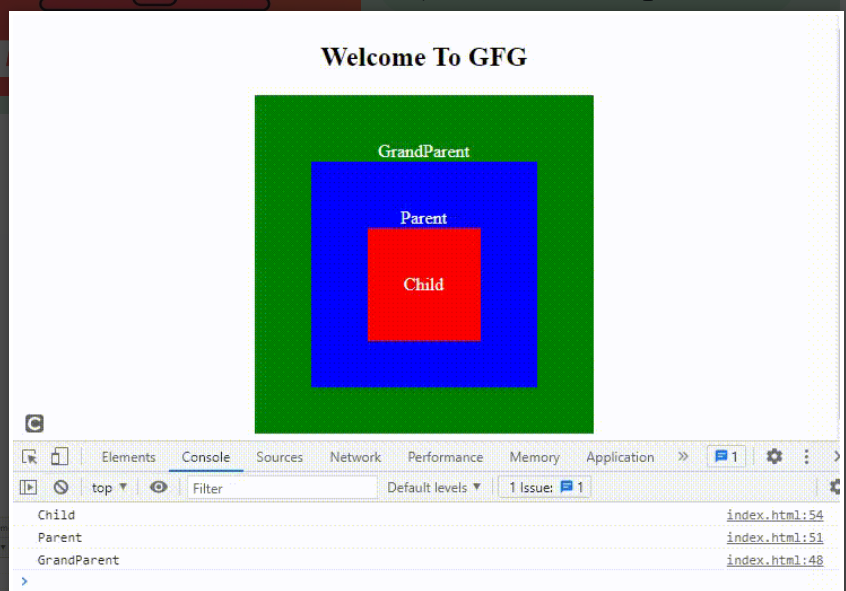 Welcome To GFG
GrandParent
Parent
Child
C
Elements Console Sources Network Performance Memory Application » 1
top ▼ Filter Default levels ▼ 1 Issue: 1
Child index.html:54
Parent index.html:51
GrandParent index.html:48
>